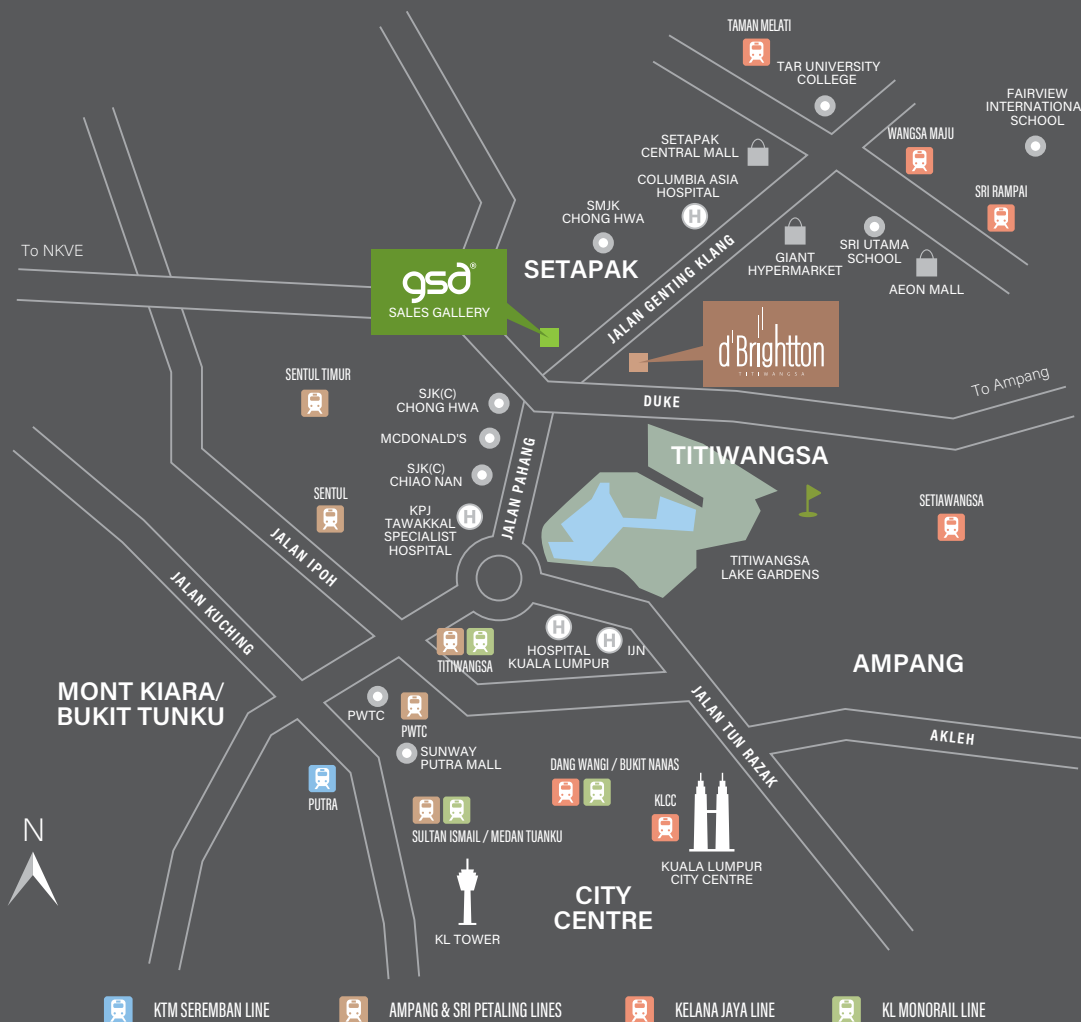 TAMAN MELATI
TAR UNIVERSITY
COLLEGE
FAIRVIEW
INTERNATIONA
SCHOOL
WANGSA MAJU
SETAPAK
CENTRAL MALL
COLUMBIA ASIA
HOSPITAL
H
SRI RAMPAI
SMJK
CHONG HWA
To NKVE
SETAPAK
GIANT
HYPERMARKET
SRI UTAMA
SCHOOL
AEON MALL
gsd®
SALES GALLERY
JALAN GENTING KLANG
d'Brightton
TITIWANGSA
SENTUL TIMUR
SJK(C)
CHONG HWA
DUKE
To Ampang
MCDONALD'S
JALAN PAHANG
TITIWANGSA
SJK(C)
CHIAO NAN
SENTUL
SETIAWANGSA
KPJ
TAWAKKAL
SPECIALIST
HOSPITAL
H
JALAN IPOH
TITIWANGSA
LAKE GARDENS
JALAN KUCHING
TITIWANGSA
H
HOSPITAL
KUALA LUMPUR
H
IJN
AMPANG
MONT KIARA/
BUKIT TUNKU
PWTC
PWTC
JALAN TUN RAZAK
AKLEH
SUNWAY
PUTRA MALL
DANG WANGI / BUKIT NANAS
PUTRA
KLCC
SULTAN ISMAIL / MEDAN TUANKU
N
KUALA LUMPUR
CITY CENTRE
CITY
CENTRE
KL TOWER
KTM SEREMBAN LINE
AMPANG & SRI PETALING LINES
KELANA JAYA LINE
KL MONORAIL LINE